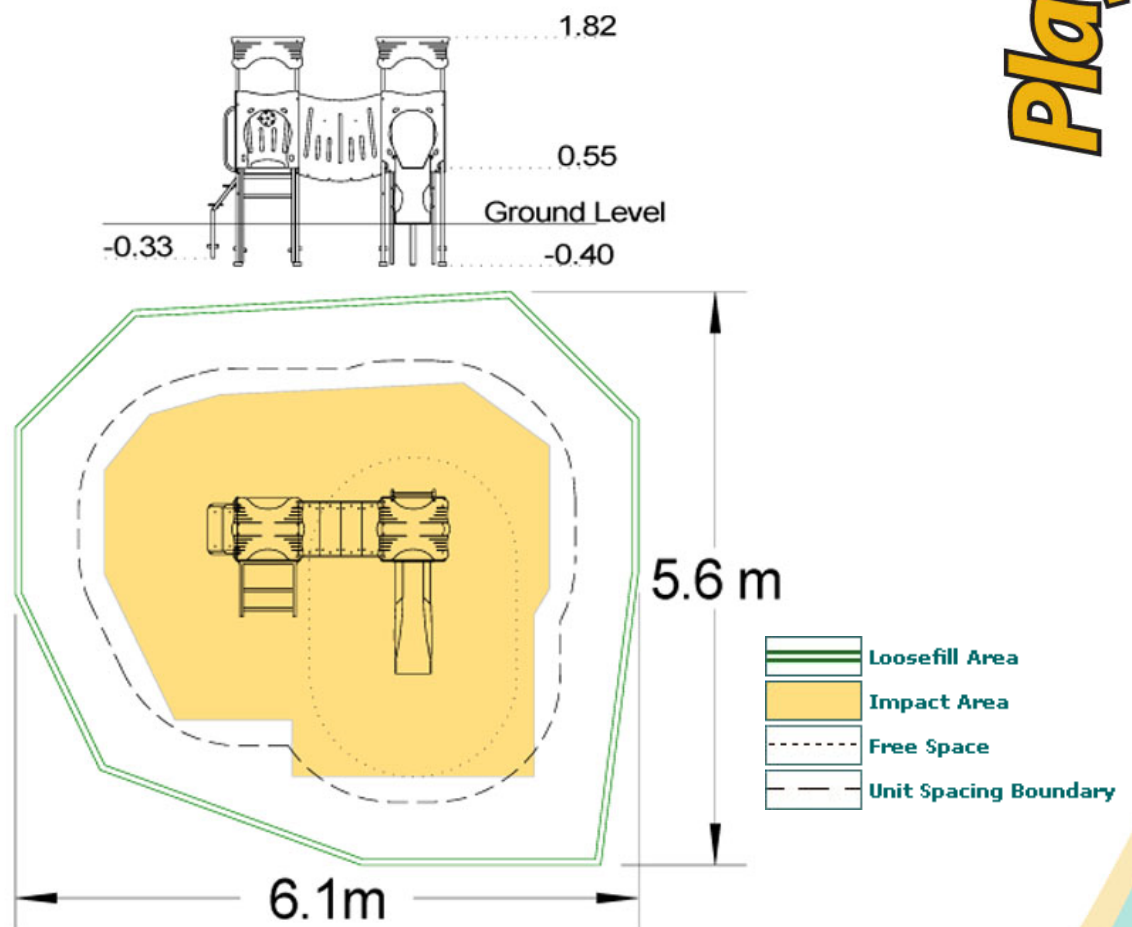 1.82
0.55
Ground Level
-0.33
-0.40
5.6 m
Loosefill Area
Impact Area
Free Space
Unit Spacing Boundary
6.1m